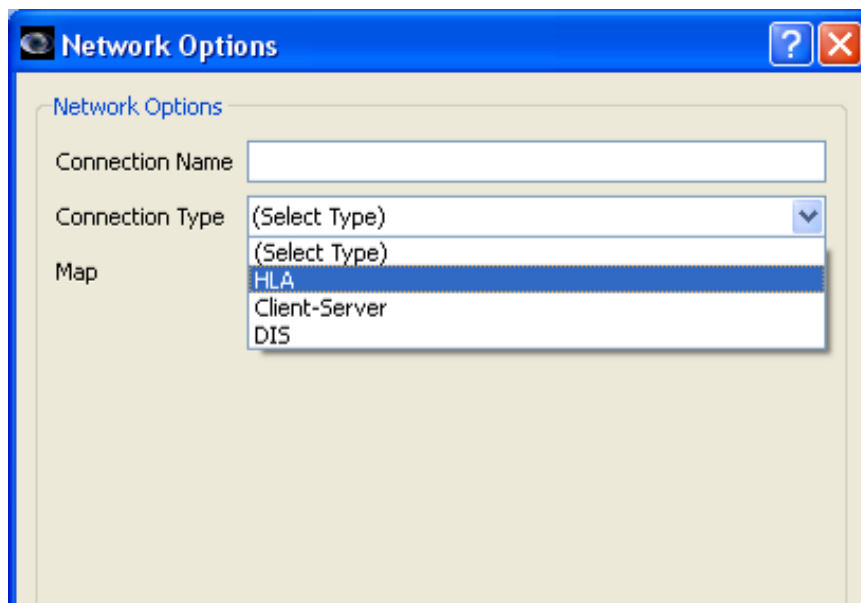 Network Options
Network Options
Connection Name
Connection Type (Select Type)
(Select Type)
Map
HLA
Client-Server
DIS